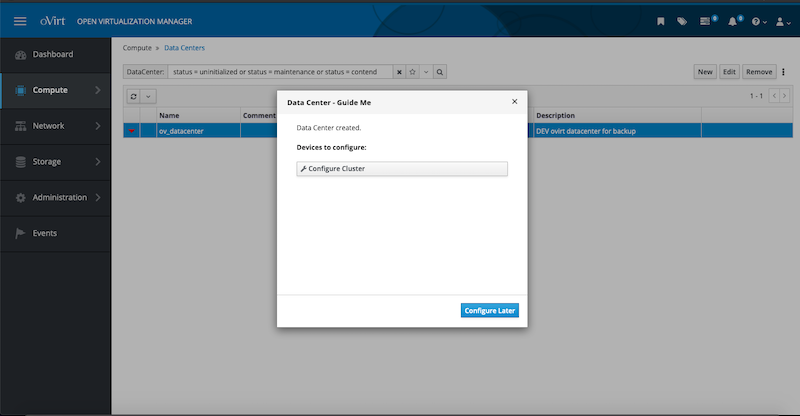 oVirt OPEN VIRTUALIZATION MANAGER
0
0
Dashboard
Compute
Network
Storage
Administration
Events
Compute » Data Centers
DataCenter: status = uninitialized or status = maintenance or status = contend
New Edit Remove
1 - 1
Name Comment Description
ov_datacenter DEV ovirt datacenter for backup
Data Center - Guide Me
Data Center created.
Devices to configure:
Configure Cluster
Configure Later